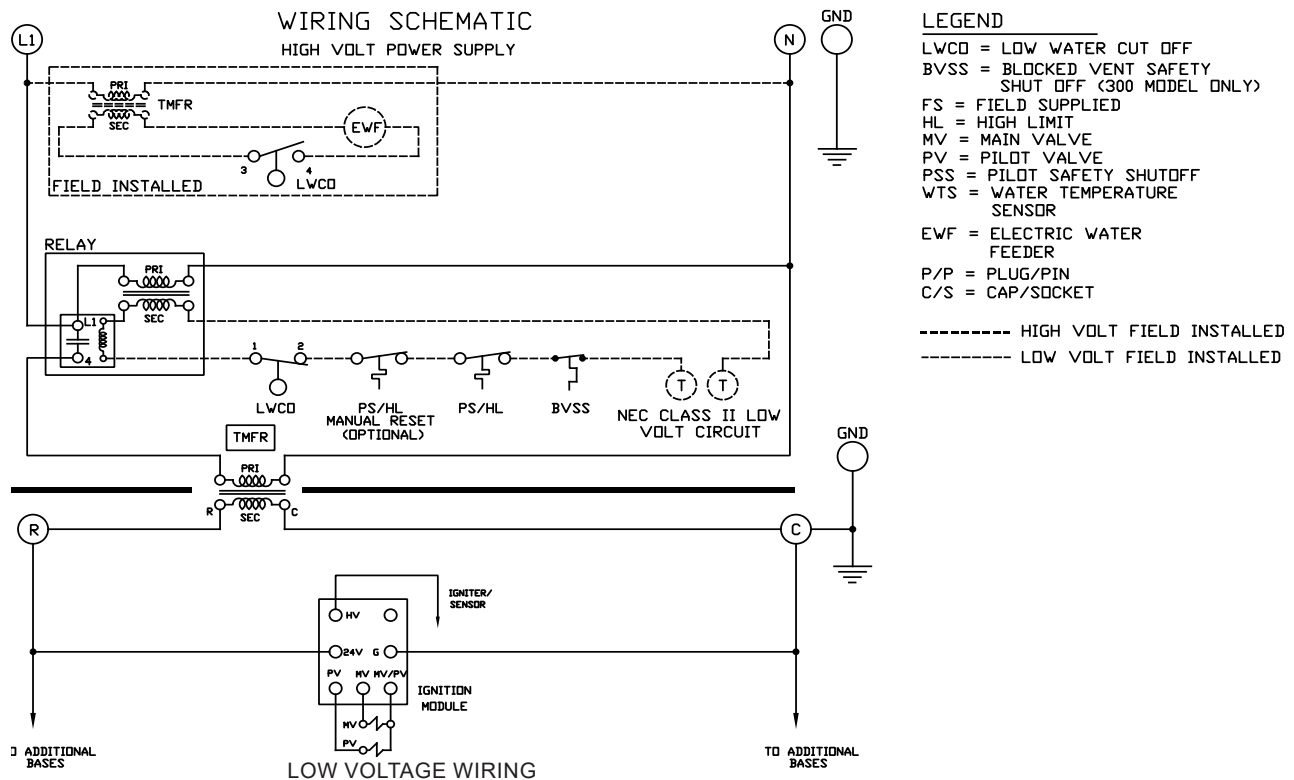 WIRING SCHEMATIC
HIGH VOLT POWER SUPPLY
L1
N
GND
PRI
TMFR
SEC
EWF
3
4
LWCO
FIELD INSTALLED
RELAY
PRI
SEC
L1
4
1
2
LWCO
PS/HL
MANUAL RESET
(OPTIONAL)
PS/HL
BVSS
T
T
NEC CLASS II LOW
VOLT CIRCUIT
TMFR
PRI
SEC
R
C
GND
R
C
IGNITER/
SENSOR
HV
24V
G
PV
MV
MV/PV
IGNITION
MODULE
MV
PV
ADDITIONAL
BASES
TO ADDITIONAL
BASES
LOW VOLTAGE WIRING
LEGEND
LWCO = LOW WATER CUT OFF
BVSS = BLOCKED VENT SAFETY
SHUT OFF (300 MODEL ONLY)
FS = FIELD SUPPLIED
HL = HIGH LIMIT
MV = MAIN VALVE
PV = PILOT VALVE
PSS = PILOT SAFETY SHUTOFF
WTS = WATER TEMPERATURE
SENSOR
EWF = ELECTRIC WATER
FEEDER
P/P = PLUG/PIN
C/S = CAP/SOCKET
HIGH VOLT FIELD INSTALLED
LOW VOLT FIELD INSTALLED